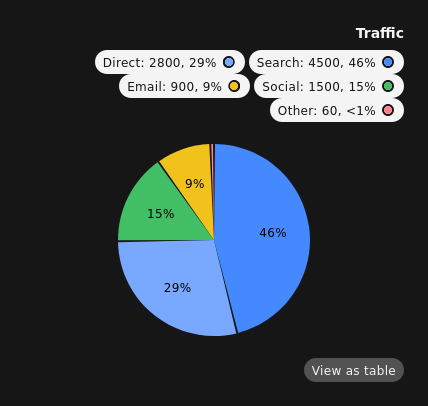 Traffic
Direct: 2800, 29% Search: 4500, 46%
Email: 900, 9% Social: 1500, 15%
Other: 60, <1%
9%
15%
46%
29%
View as table